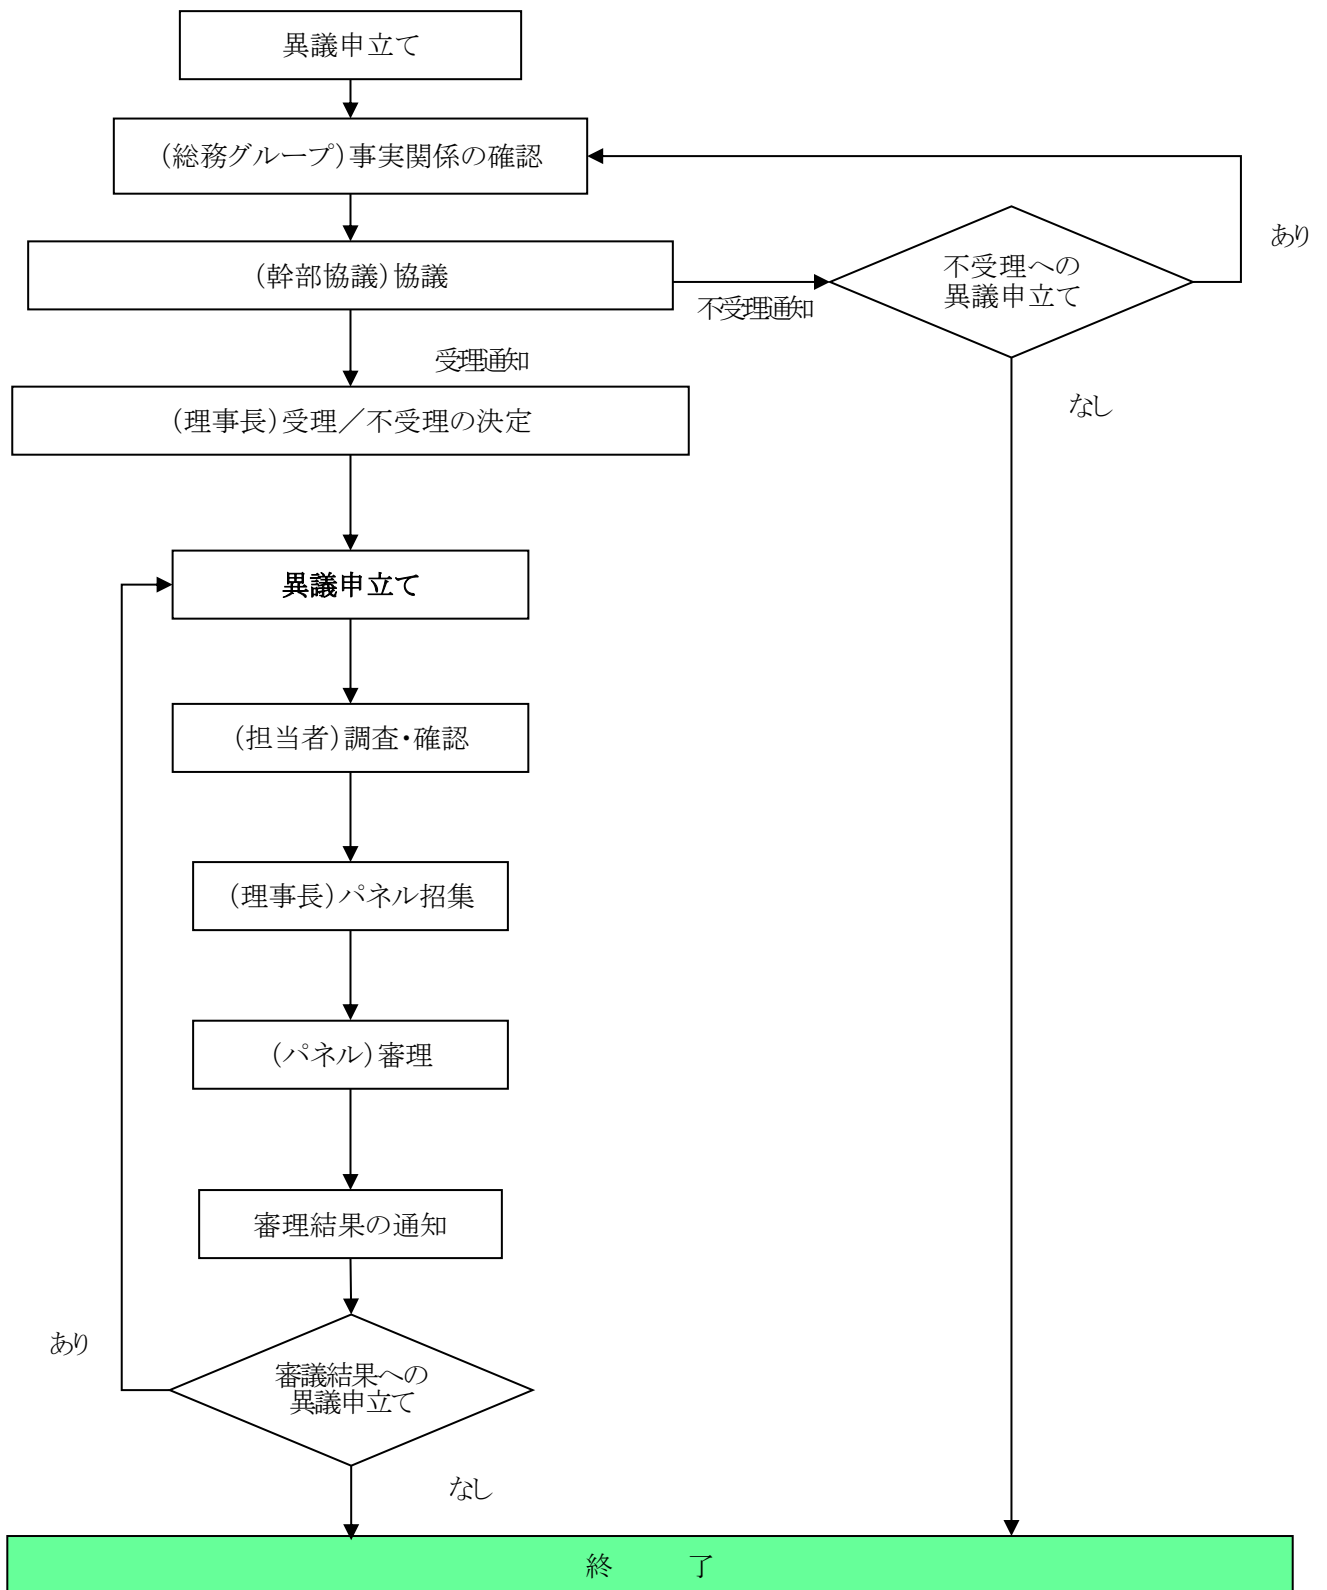 異議申立て
(総務グループ)事実関係の確認
あり
不受理への
異議申立て
(幹部協議)協議
不受理通知
受理通知
なし
(理事長)受理／不受理の決定
異議申立て
(担当者)調査・確認
(理事長)パネル招集
(パネル)審理
審理結果の通知
あり
審議結果への
異議申立て
なし
終　　　了